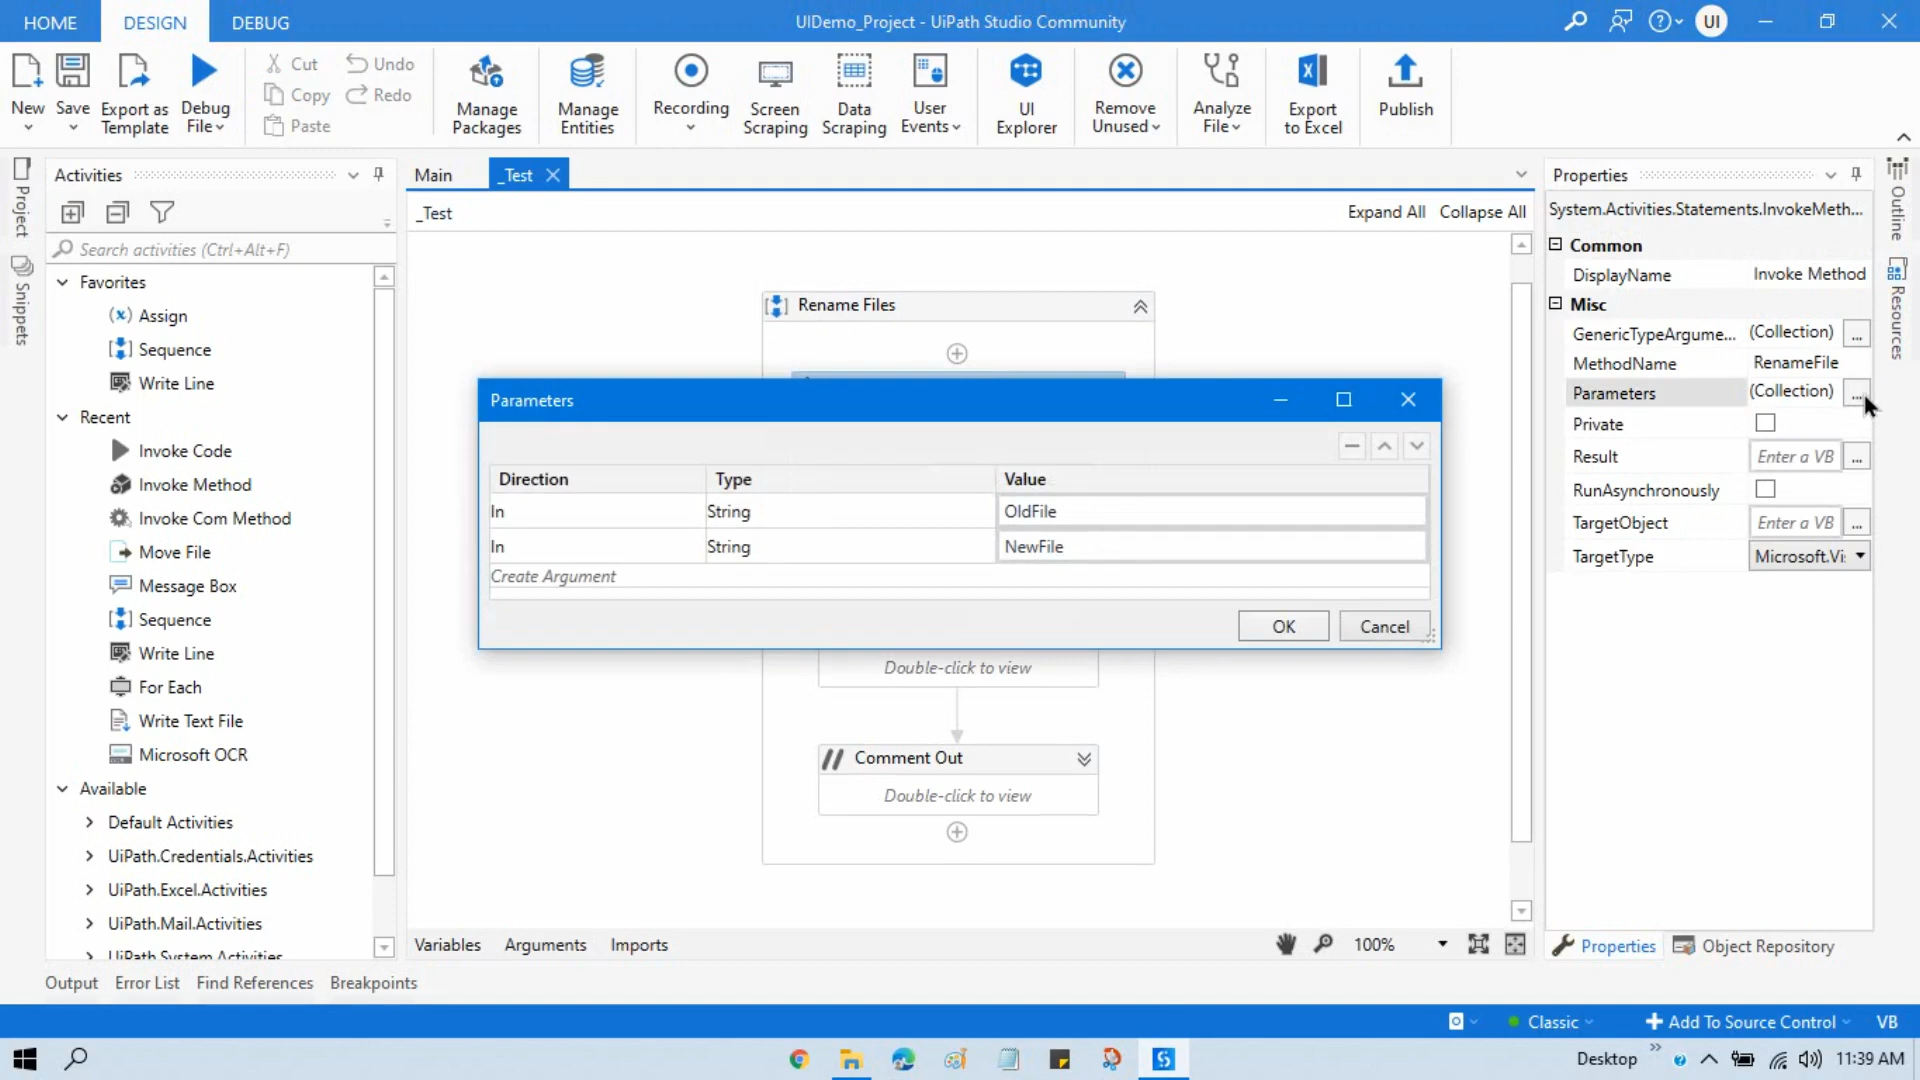 HOME DESIGN DEBUG
UIDemo_Project - UiPath Studio Community
UI
New
Save
Export as Template
Debug File
Cut
Copy
Paste
Undo
Redo
Manage Packages
Manage Entities
Recording
Screen Scraping
Data Scraping
User Events
UI Explorer
Remove Unused
Analyze File
Export to Excel
Publish
Project
Snippets
Activities
Search activities (Ctrl+Alt+F)
Favorites
Assign
Sequence
Write Line
Recent
Invoke Code
Invoke Method
Invoke Com Method
Move File
Message Box
Sequence
Write Line
For Each
Write Text File
Microsoft OCR
Available
Default Activities
UiPath.Credentials.Activities
UiPath.Excel.Activities
UiPath.Mail.Activities
UiPath.System.Activities
Main
_Test
_Test
Expand All Collapse All
Rename Files
Parameters
Direction Type Value
In String OldFile
In String NewFile
Create Argument
OK Cancel
Double-click to view
Comment Out
Double-click to view
Variables Arguments Imports
100%
Properties
System.Activities.Statements.InvokeMeth...
Common
DisplayName Invoke Method
Misc
GenericTypeArgume... (Collection) ...
MethodName RenameFile
Parameters (Collection) ...
Private
Result Enter a VB ...
RunAsynchronously
TargetObject Enter a VB ...
TargetType Microsoft.Vi
Properties Object Repository
Outline
Resources
Output Error List Find References Breakpoints
Classic Add To Source Control VB
Desktop 11:39 AM